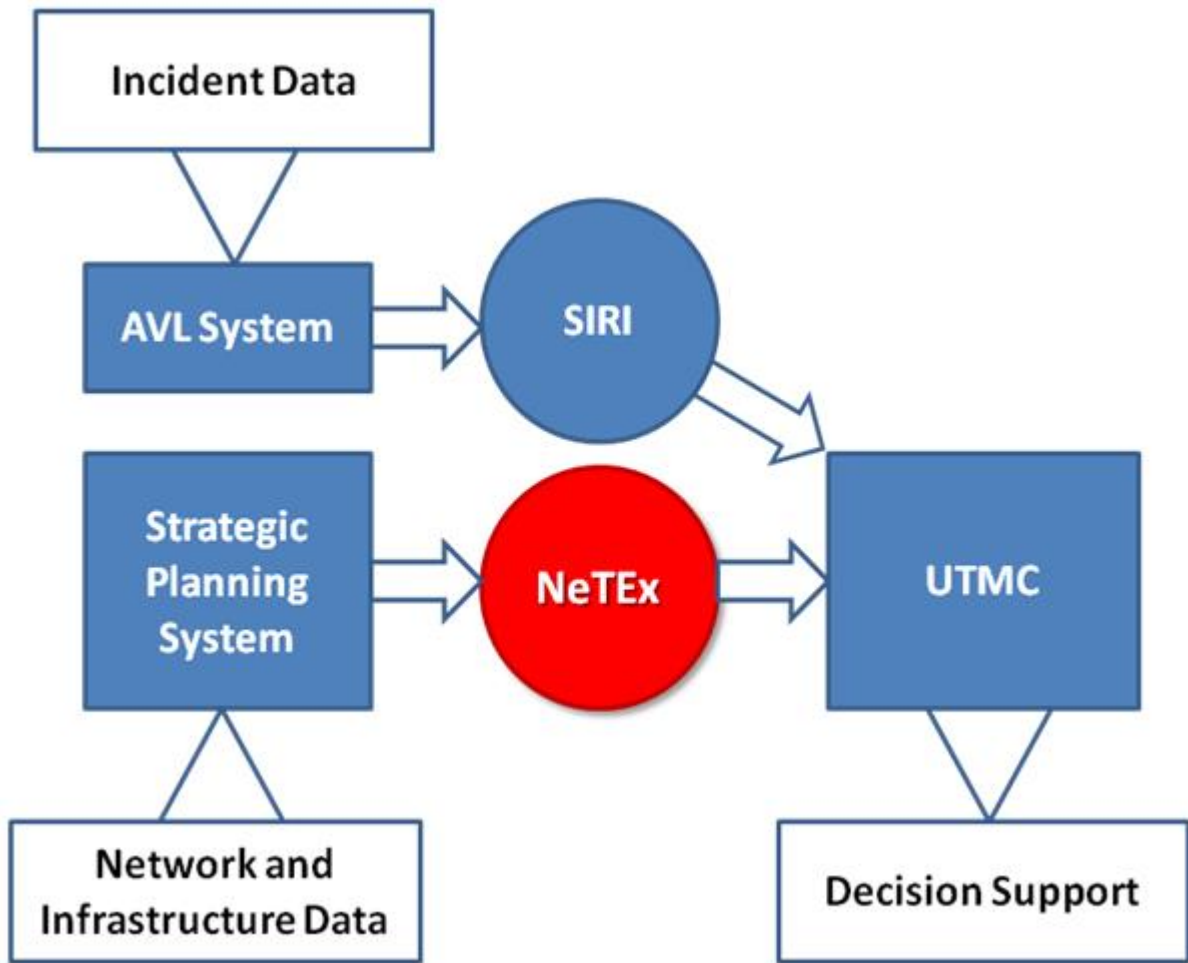 Incident Data
AVL System
SIRI
Strategic
Planning
System
NeTEx
UTMC
Network and
Infrastructure Data
Decision Support